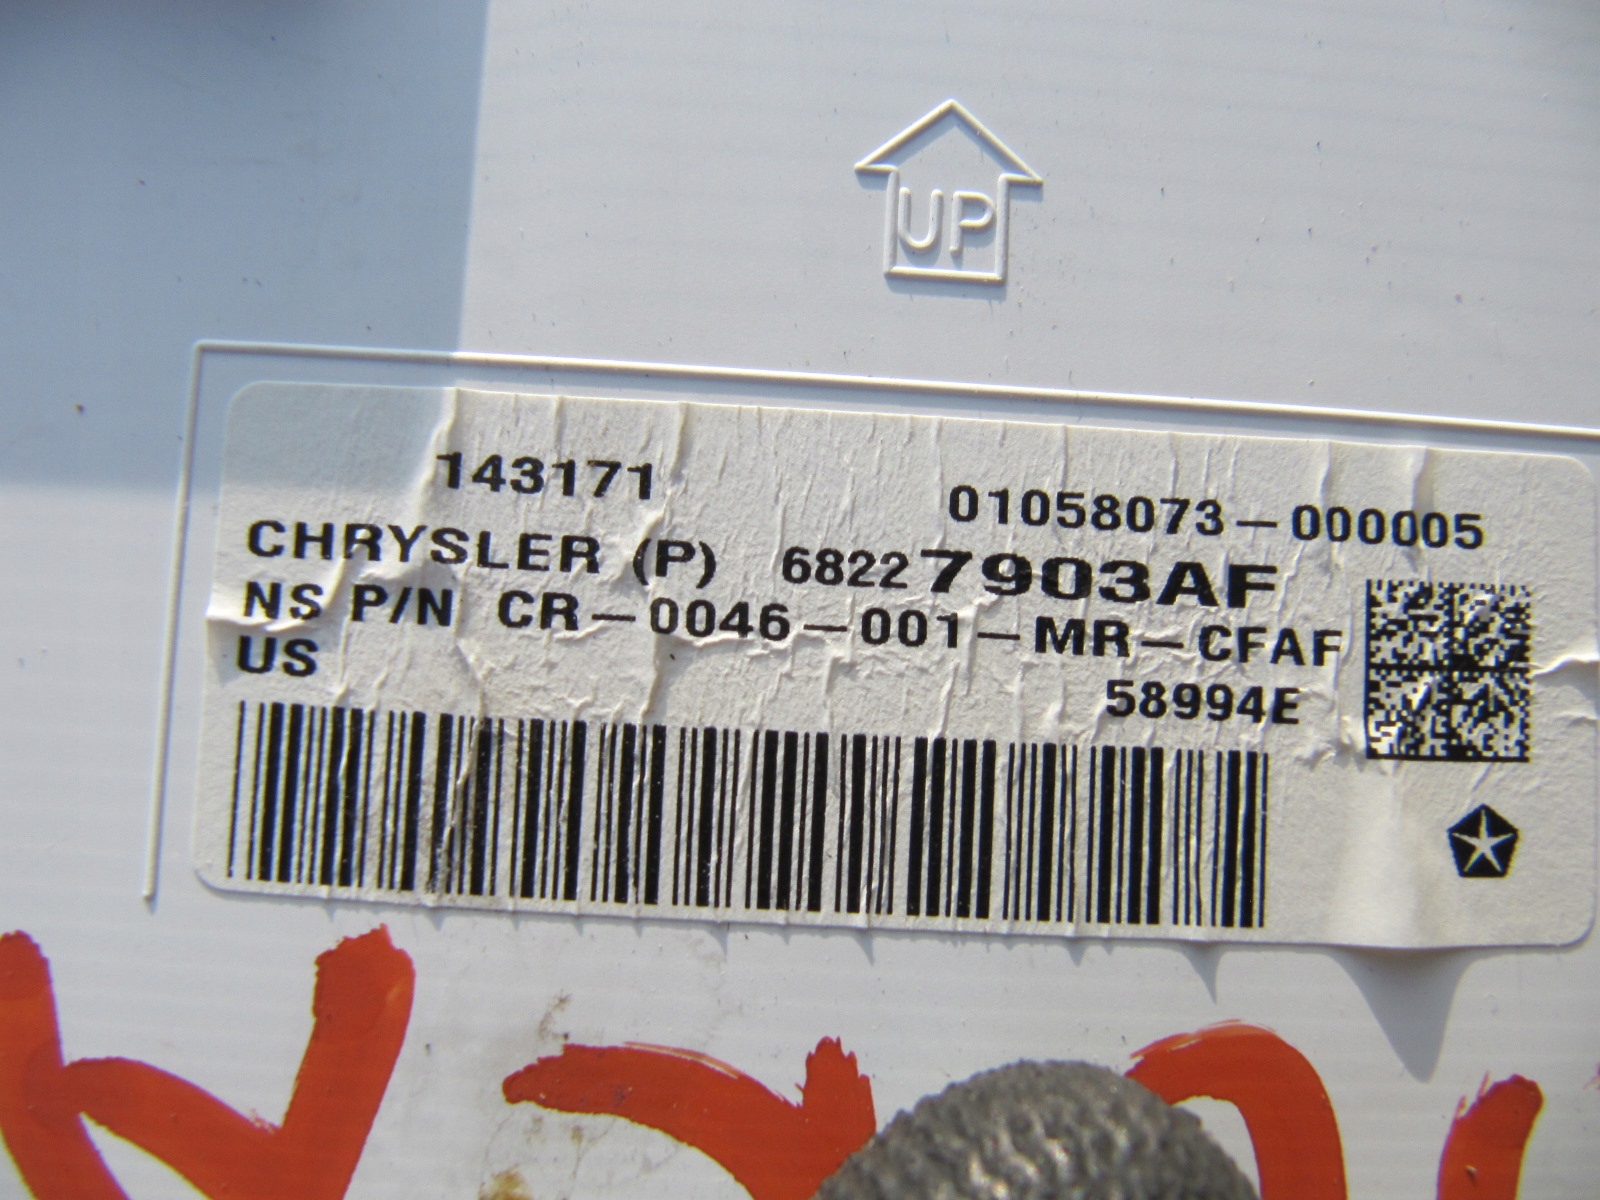 UP
143171 01058073-000005
CHRYSLER (P) 68227903AF
NS P/N CR-0046-001-MR-CFAF
US 58994E